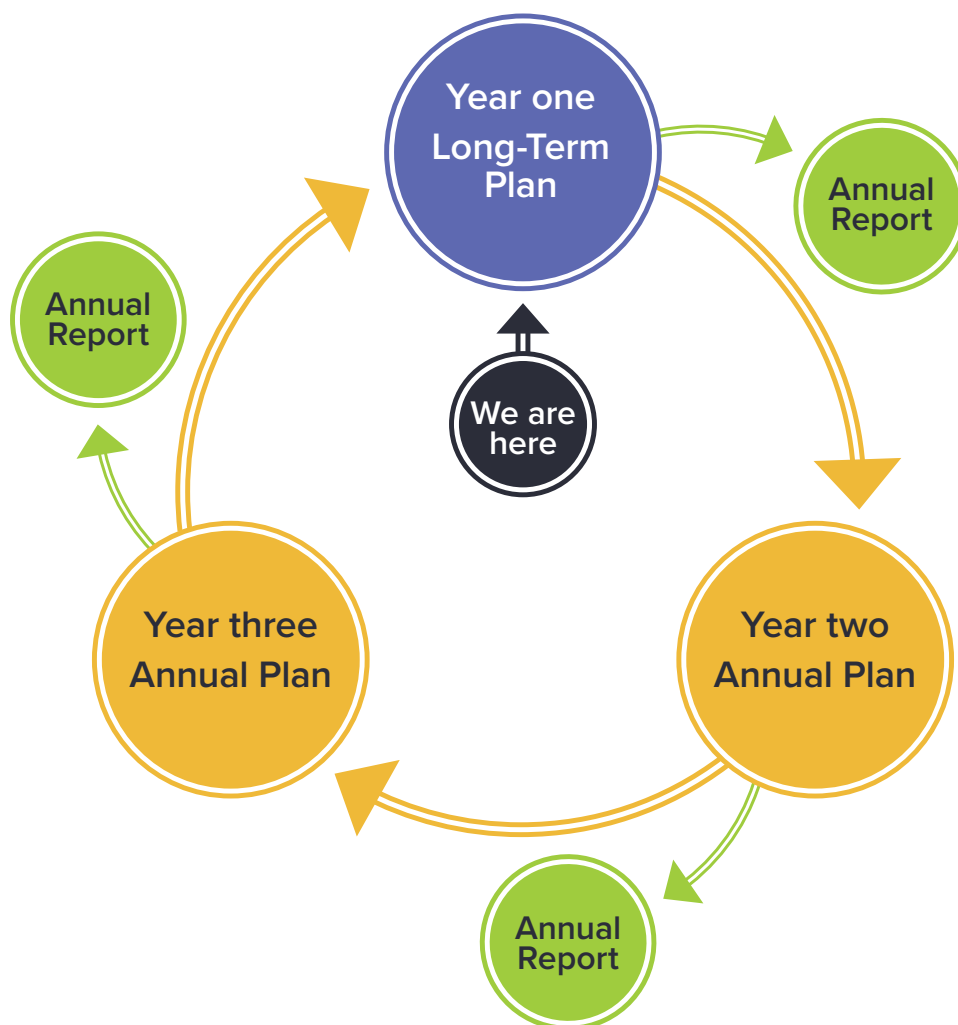 Year one
Long-Term
Plan
Annual
Report
Annual
Report
We are
here
Year three
Annual Plan
Year two
Annual Plan
Annual
Report